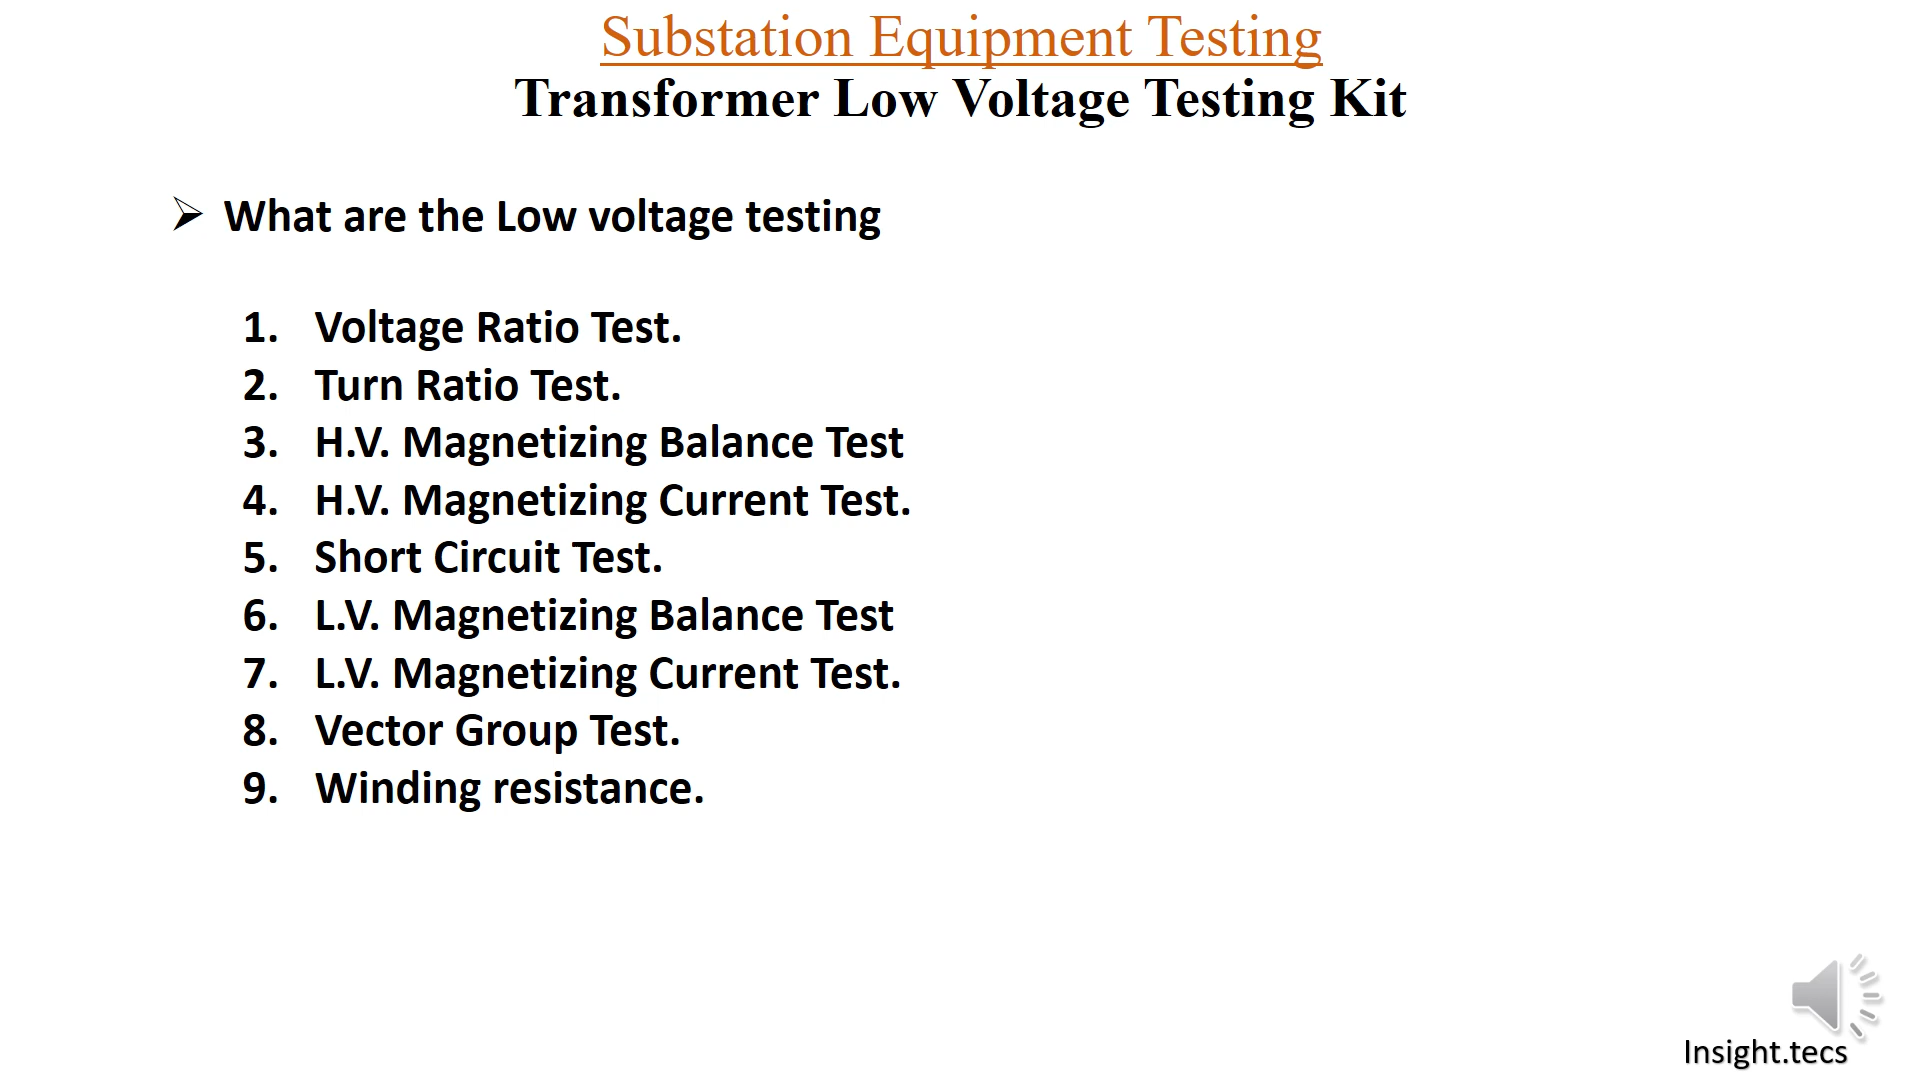 Substation Equipment Testing
Transformer Low Voltage Testing Kit
➢ What are the Low voltage testing
1. Voltage Ratio Test.
2. Turn Ratio Test.
3. H.V. Magnetizing Balance Test
4. H.V. Magnetizing Current Test.
5. Short Circuit Test.
6. L.V. Magnetizing Balance Test
7. L.V. Magnetizing Current Test.
8. Vector Group Test.
9. Winding resistance.
Insight.tecs